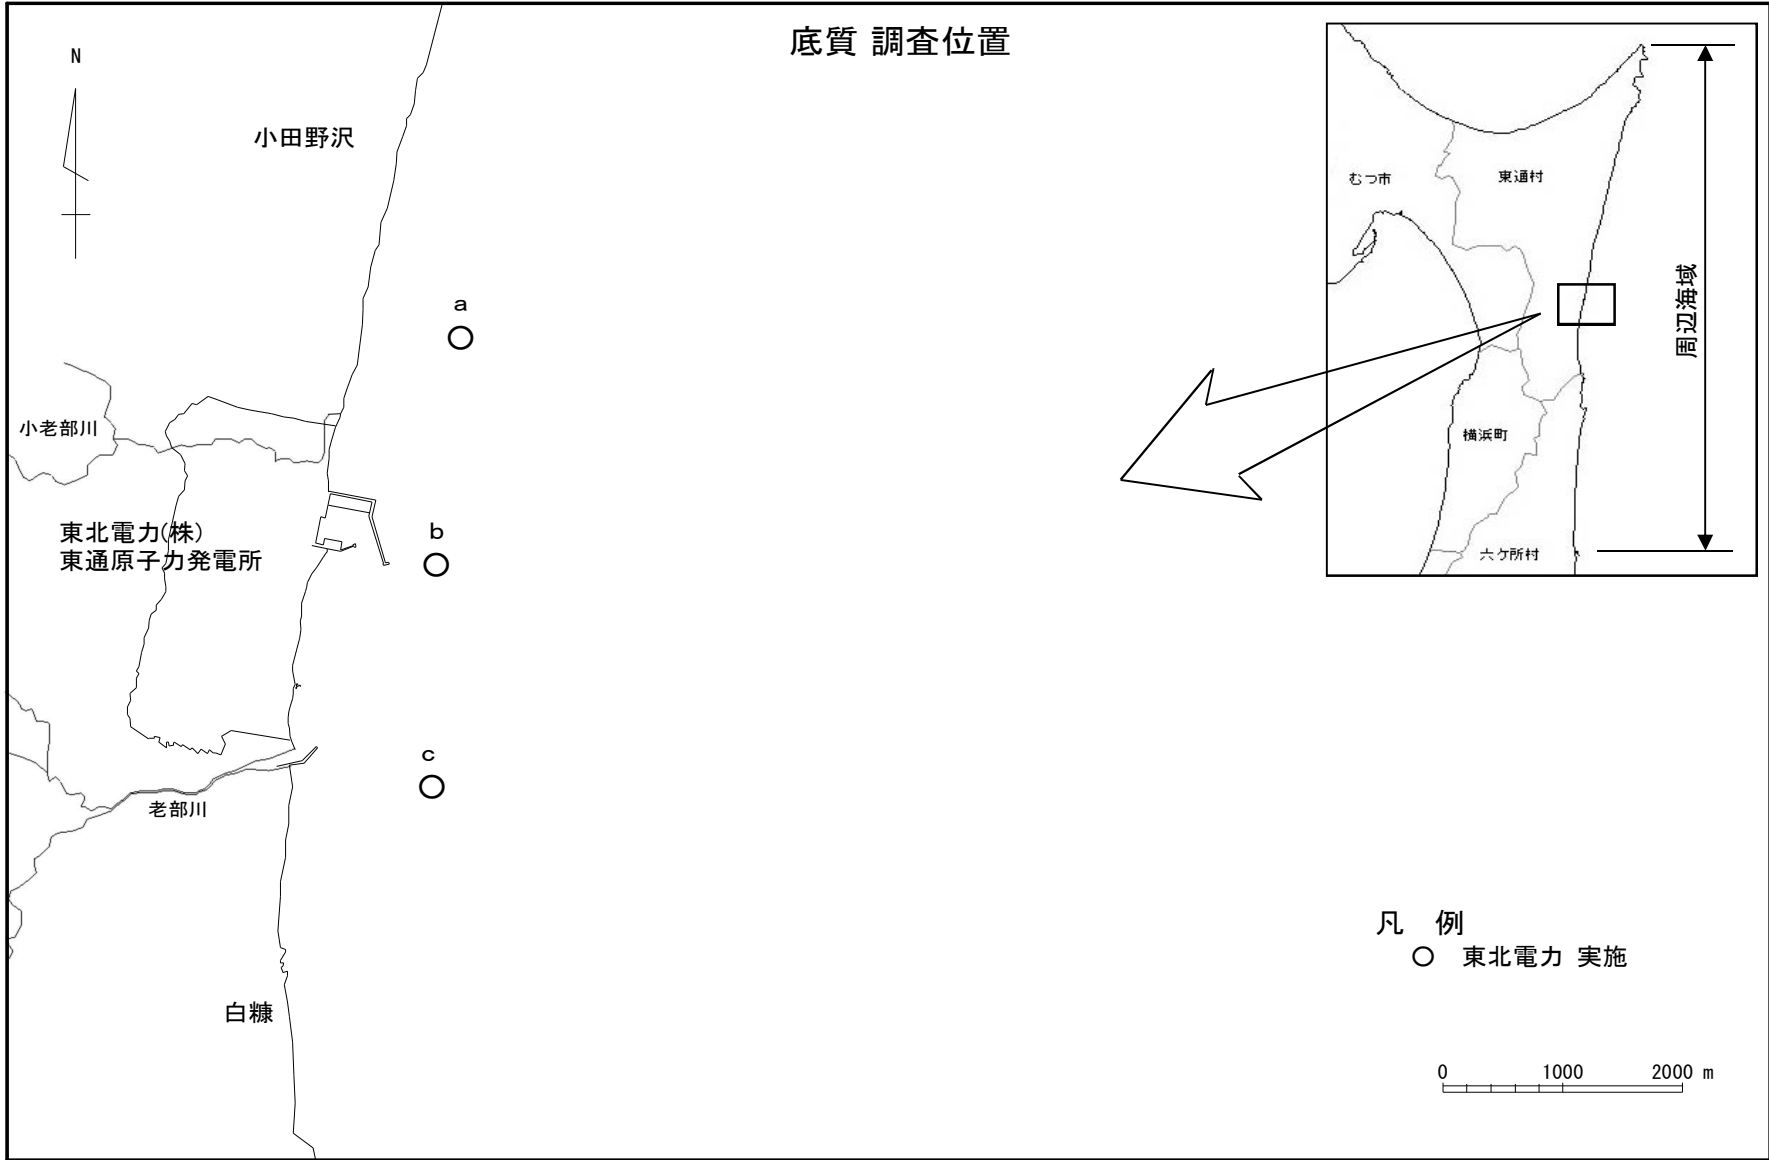 底質 調査位置
N
小田野沢
むつ市
東通村
周辺海域
a
小老部川
横浜町
東北電力(株)
東通原子力発電所
b
六ケ所村
c
老部川
凡 例
○ 東北電力 実施
白糠
0 1000 2000 m